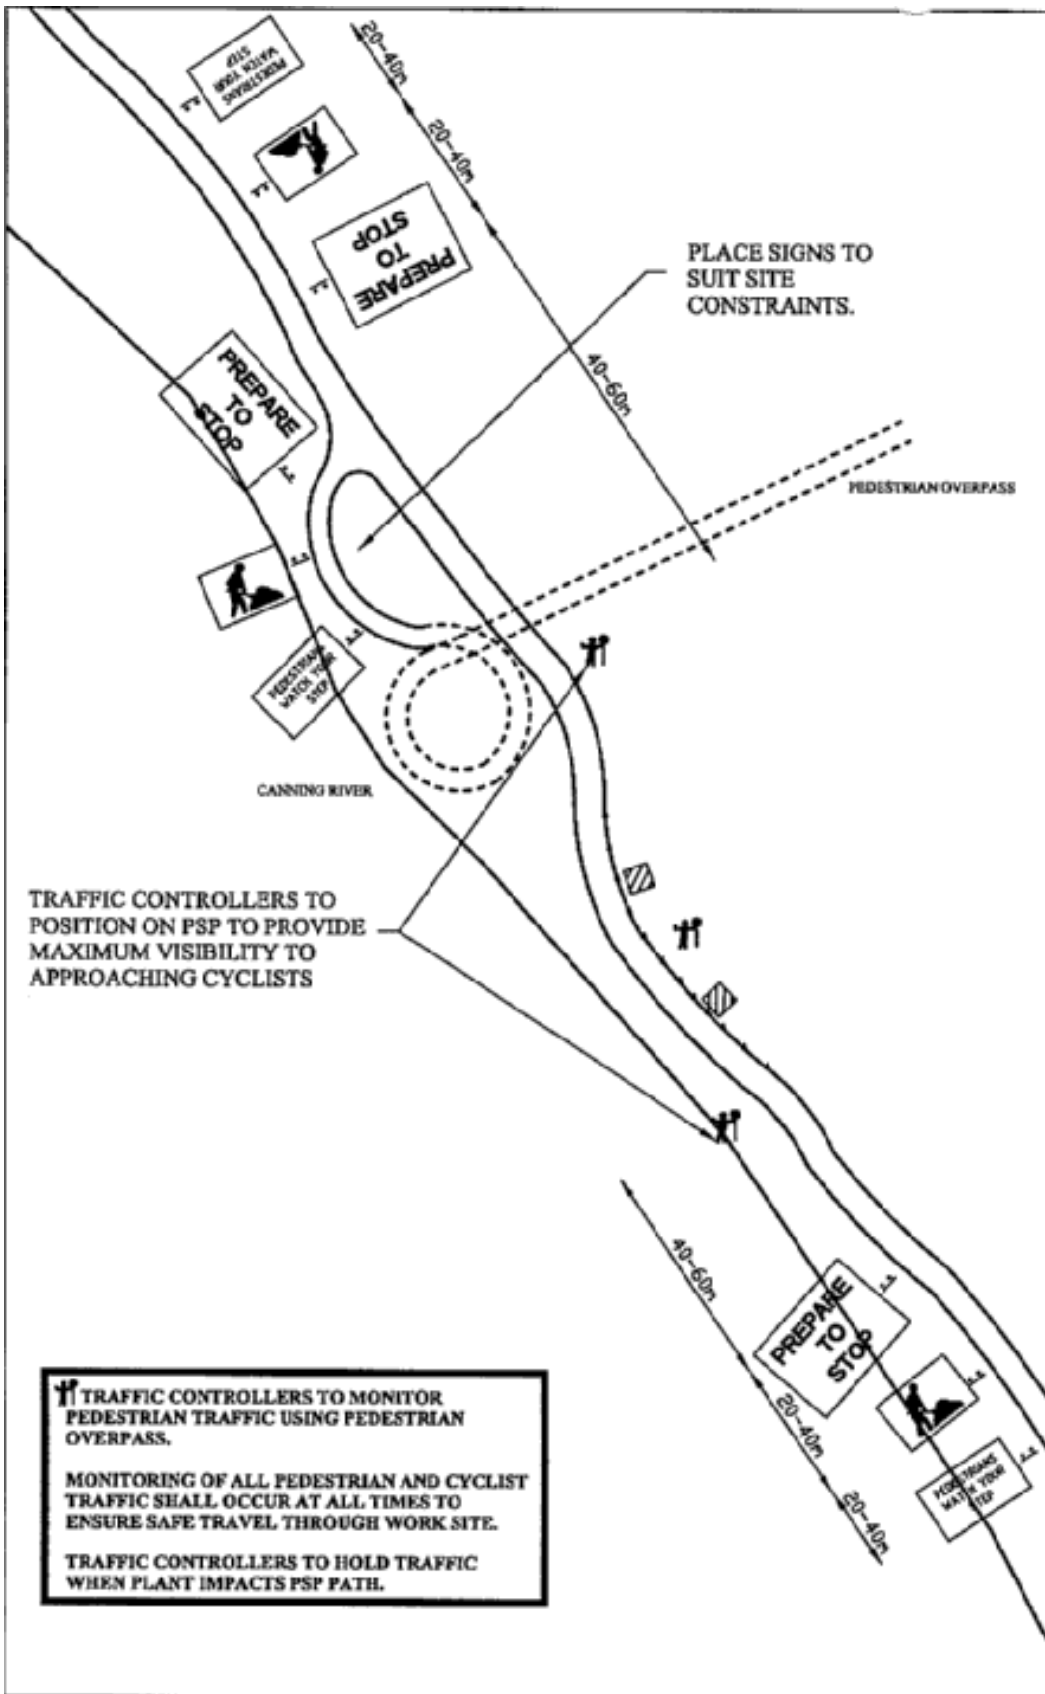 20-40m
PEDESTRIANS
WATCH YOUR
STEP
20-40m
PREPARE
TO
STOP
PLACE SIGNS TO
SUIT SITE
CONSTRAINTS.
40-60m
PREPARE
TO
STOP
PEDESTRIAN OVERPASS
PEDESTRIANS
WATCH YOUR
STEP
CANNING RIVER
TRAFFIC CONTROLLERS TO
POSITION ON PSP TO PROVIDE
MAXIMUM VISIBILITY TO
APPROACHING CYCLISTS
40-60m
PREPARE
TO
STOP
20-40m
PEDESTRIANS
WATCH YOUR
STEP
20-40m
TRAFFIC CONTROLLERS TO MONITOR
PEDESTRIAN TRAFFIC USING PEDESTRIAN
OVERPASS.
MONITORING OF ALL PEDESTRIAN AND CYCLIST
TRAFFIC SHALL OCCUR AT ALL TIMES TO
ENSURE SAFE TRAVEL THROUGH WORK SITE.
TRAFFIC CONTROLLERS TO HOLD TRAFFIC
WHEN PLANT IMPACTS PSP PATH.